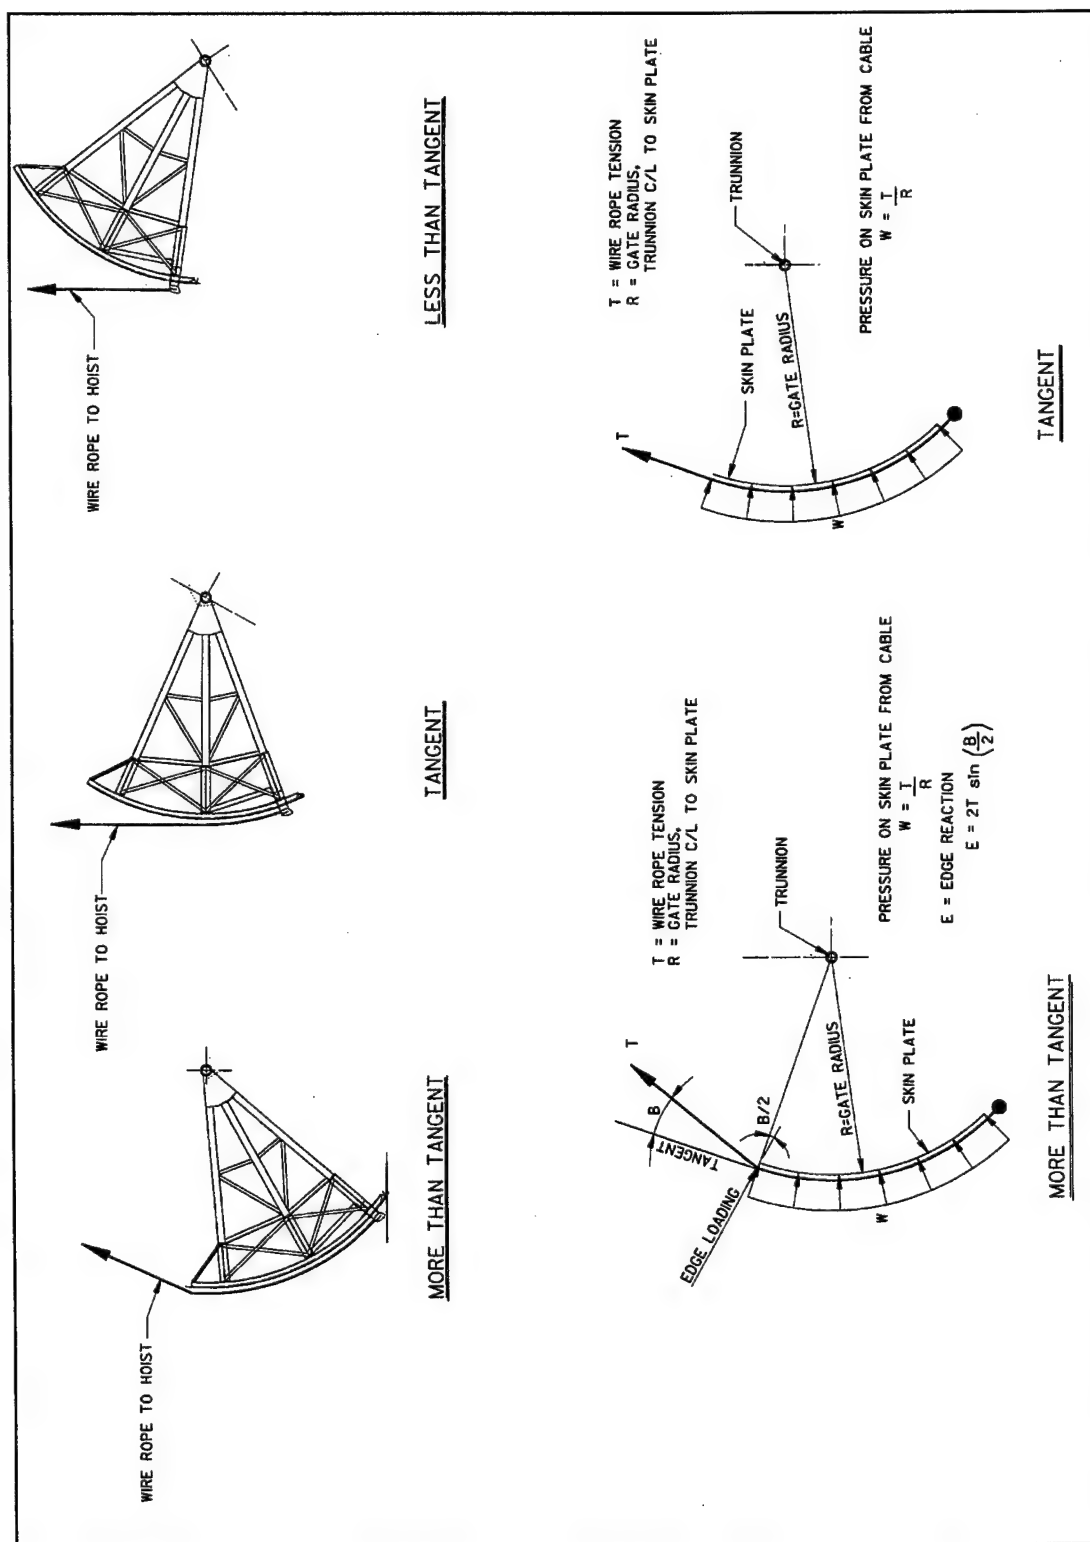 WIRE ROPE TO HOIST
MORE THAN TANGENT
WIRE ROPE TO HOIST
TANGENT
WIRE ROPE TO HOIST
LESS THAN TANGENT
T = WIRE ROPE TENSION
R = GATE RADIUS,
TRUNNION C/L TO SKIN PLATE
T
B
TANGENT
B/2
EDGE LOADING
TRUNNION
R=GATE RADIUS
SKIN PLATE
W
PRESSURE ON SKIN PLATE FROM CABLE
W = T/R
E = EDGE REACTION
E = 2T sin (B/2)
MORE THAN TANGENT
T = WIRE ROPE TENSION
R = GATE RADIUS,
TRUNNION C/L TO SKIN PLATE
T
TRUNNION
SKIN PLATE
R=GATE RADIUS
W
PRESSURE ON SKIN PLATE FROM CABLE
W = T/R
TANGENT